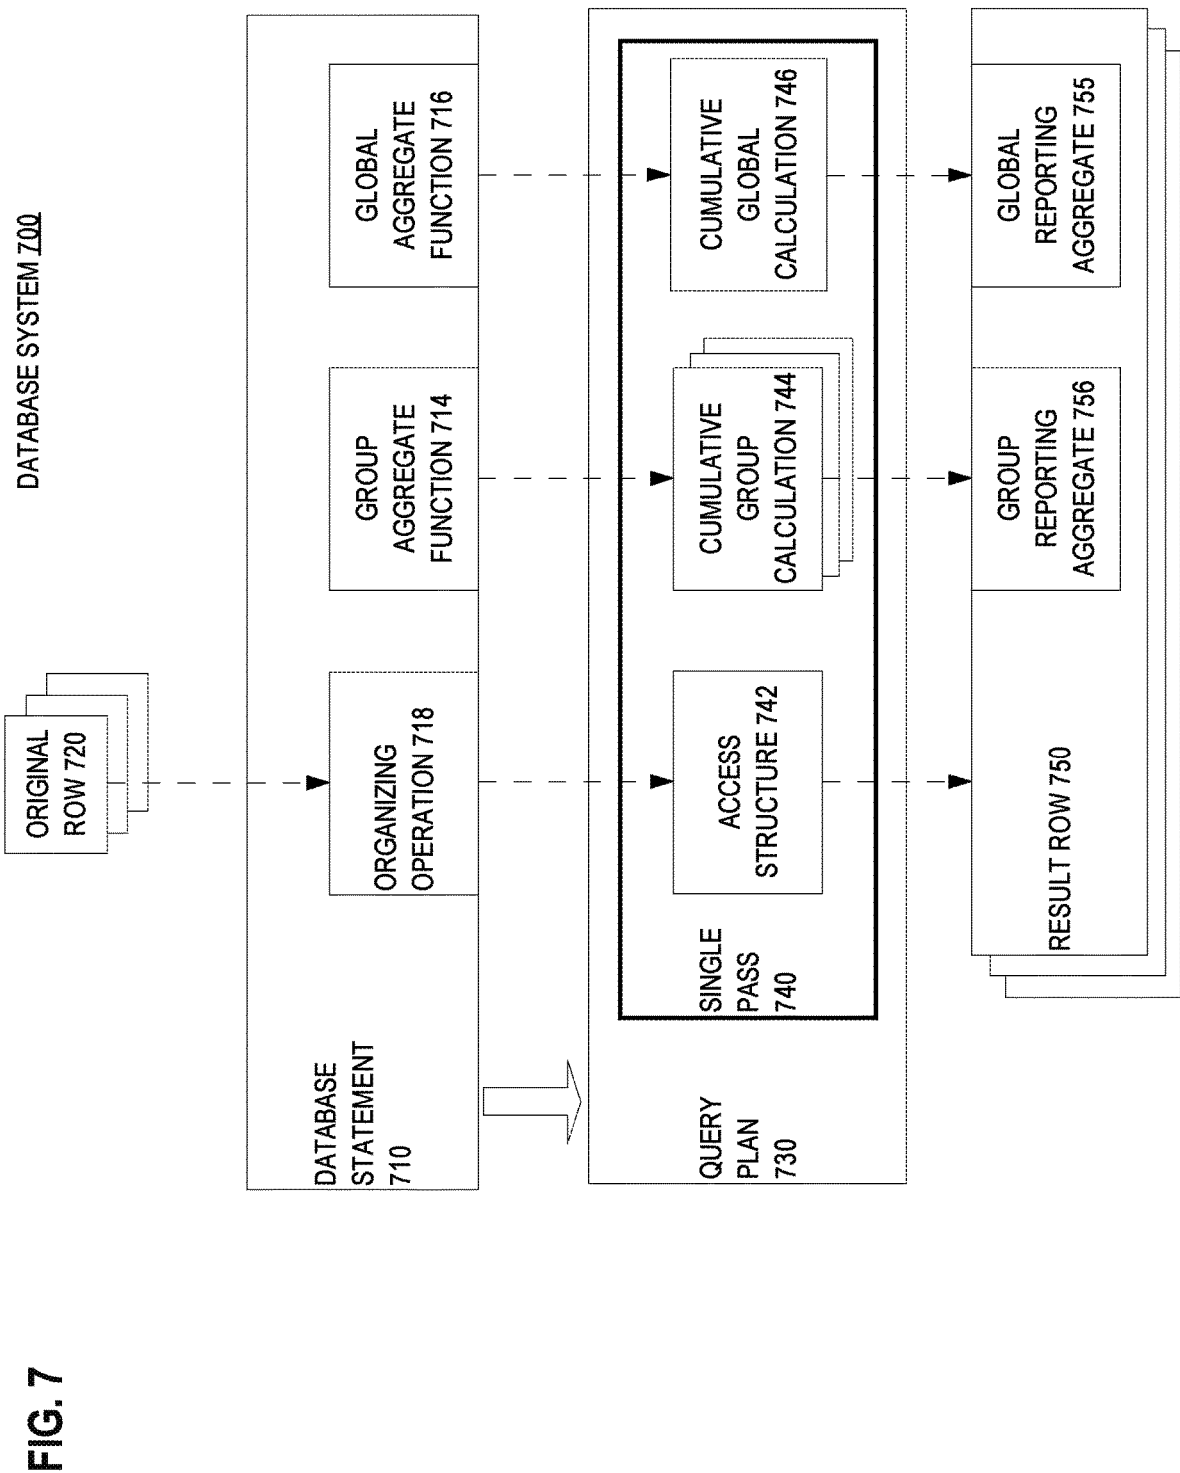 FIG. 7
DATABASE SYSTEM 700
ORIGINAL
ROW 720
DATABASE
STATEMENT
710
ORGANIZING
OPERATION 718
GROUP
AGGREGATE
FUNCTION 714
GLOBAL
AGGREGATE
FUNCTION 716
QUERY
PLAN
730
SINGLE
PASS
740
ACCESS
STRUCTURE 742
CUMULATIVE
GROUP
CALCULATION 744
CUMULATIVE
GLOBAL
CALCULATION 746
RESULT ROW 750
GROUP
REPORTING
AGGREGATE 756
GLOBAL
REPORTING
AGGREGATE 755